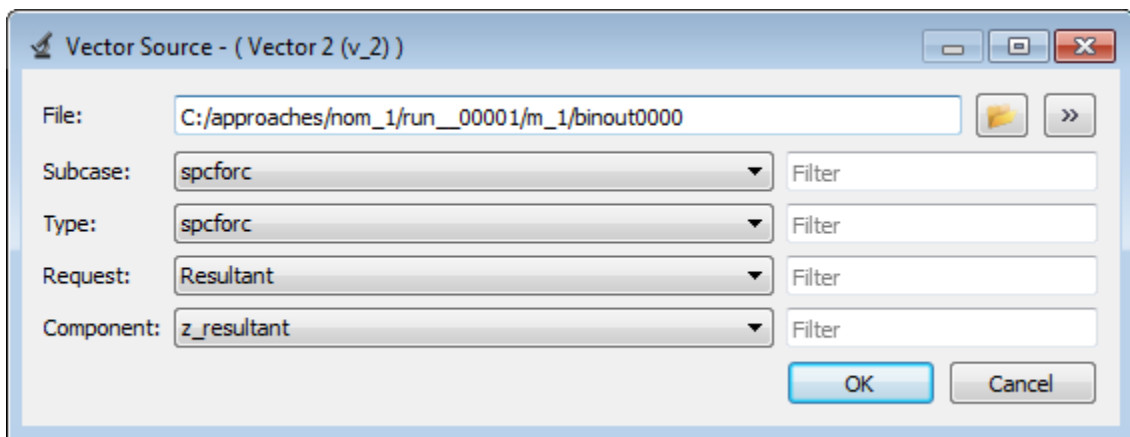 Vector Source - ( Vector 2 (v_2) )
File: C:/approaches/nom_1/run__00001/m_1/binout0000 »
Subcase: spcforc Filter
Type: spcforc Filter
Request: Resultant Filter
Component: z_resultant Filter
OK Cancel